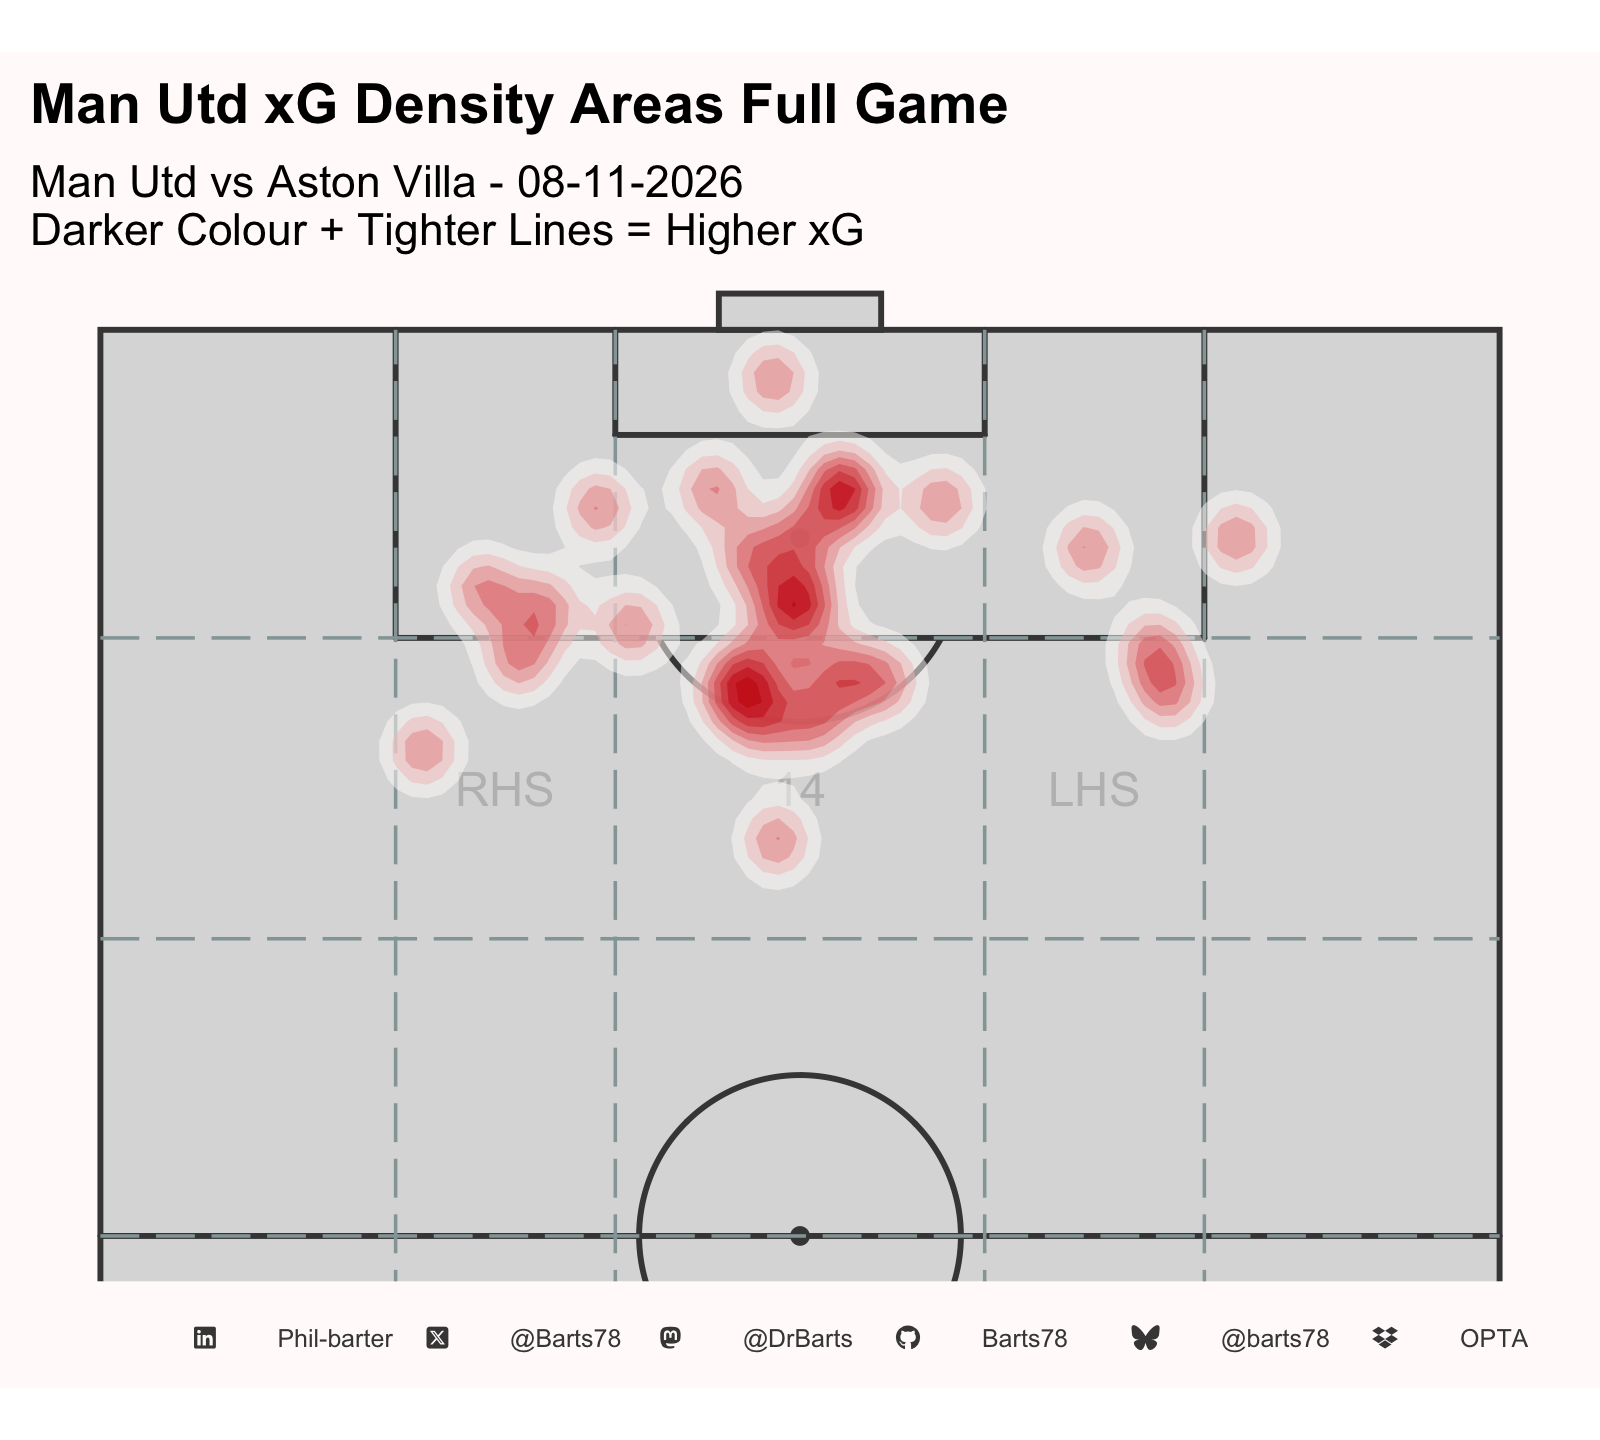 Man Utd xG Density Areas Full Game
Man Utd vs Aston Villa - 08-11-2026
Darker Colour + Tighter Lines = Higher xG
RHS 14 LHS
Phil-barter @Barts78 @DrBarts Barts78 @barts78 OPTA